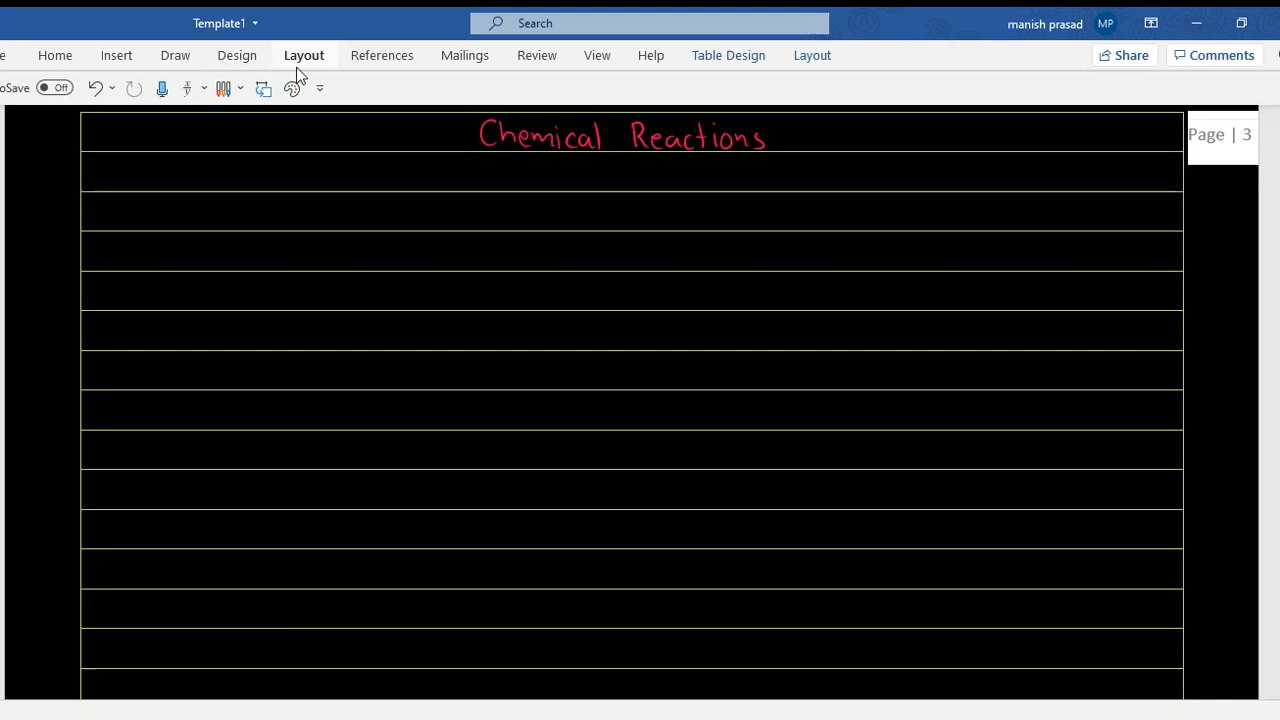 Template1 Search manish prasad MP
e Home Insert Draw Design Layout References Mailings Review View Help Table Design Layout Share Comments
oSave Off
Chemical Reactions
Page | 3